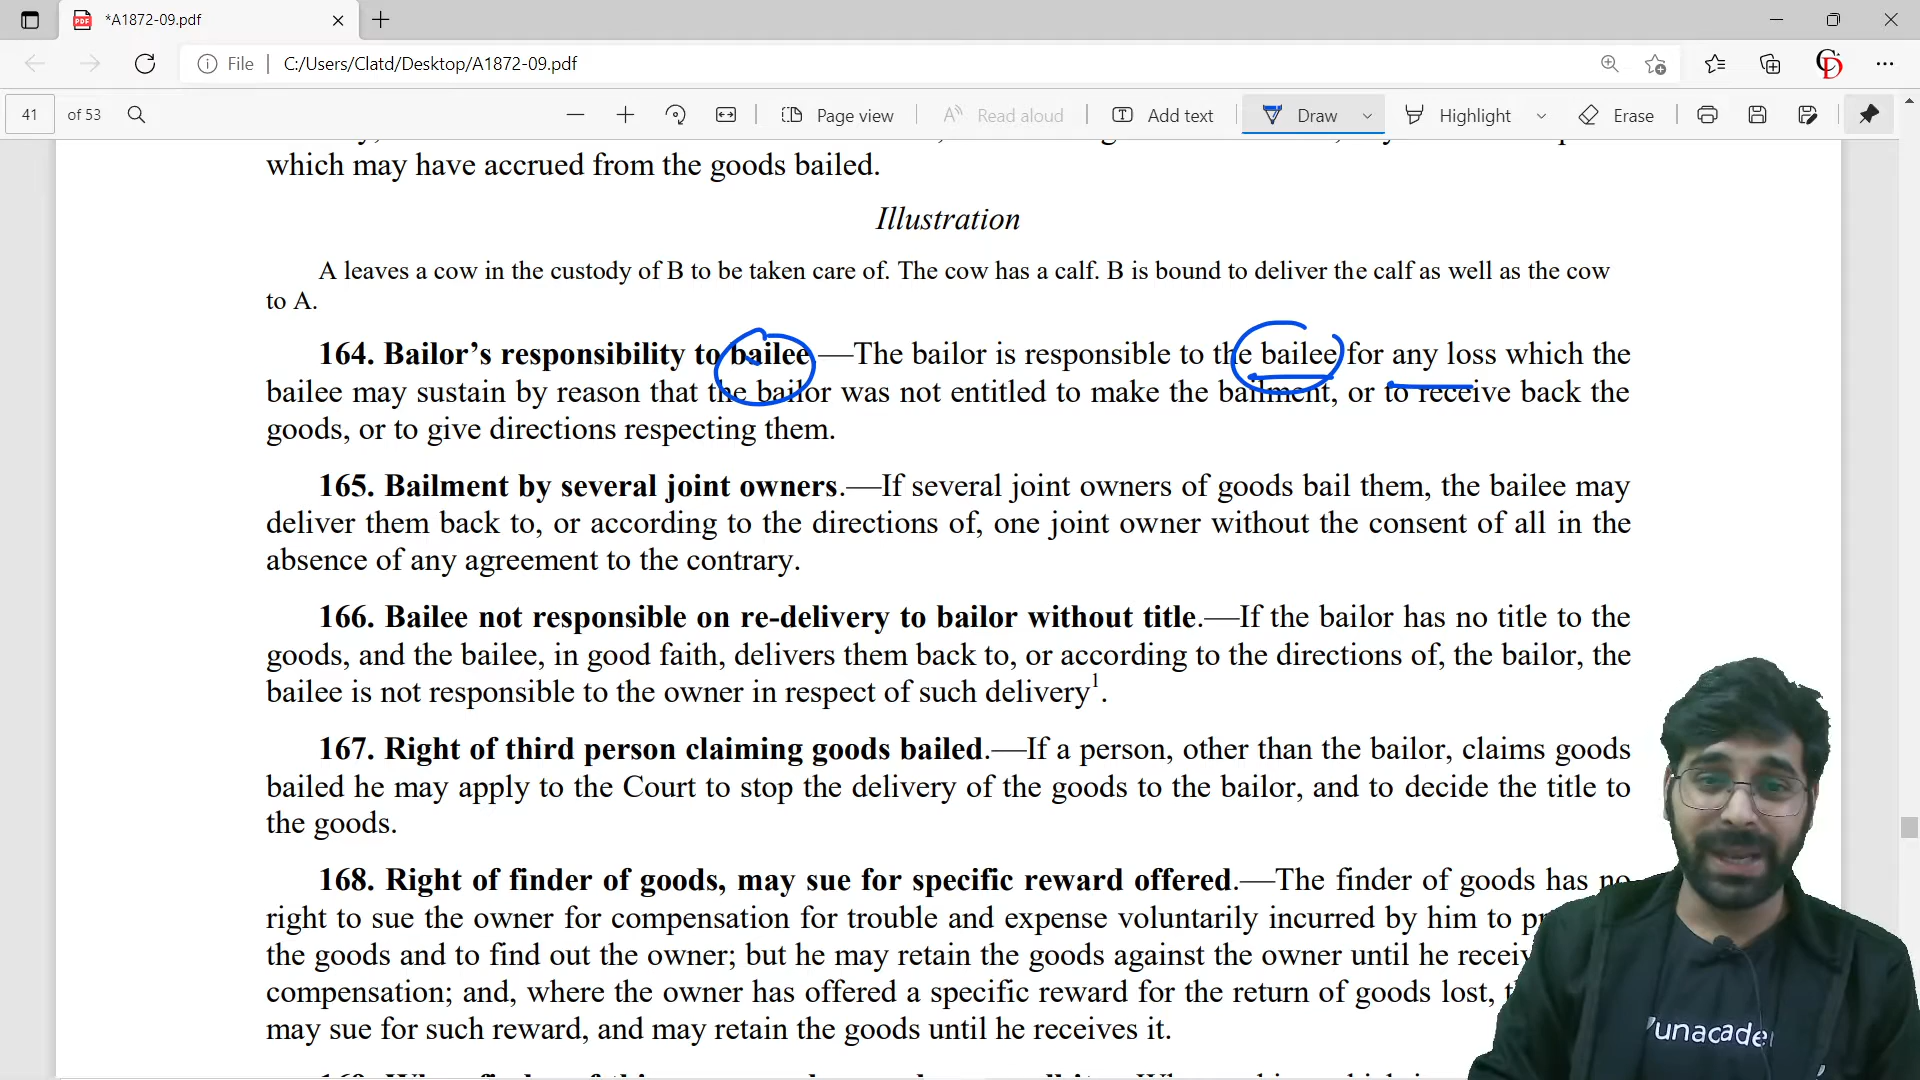 *A1872-09.pdf
File
C:/Users/Clatd/Desktop/A1872-09.pdf
41 of 53
Page view
Read aloud
Add text
Draw
Highlight
Erase
which may have accrued from the goods bailed.
Illustration
A leaves a cow in the custody of B to be taken care of. The cow has a calf. B is bound to deliver the calf as well as the cow
to A.
164. Bailor’s responsibility to bailee.—The bailor is responsible to the bailee for any loss which the
bailee may sustain by reason that the bailor was not entitled to make the bailment, or to receive back the
goods, or to give directions respecting them.
165. Bailment by several joint owners.—If several joint owners of goods bail them, the bailee may
deliver them back to, or according to the directions of, one joint owner without the consent of all in the
absence of any agreement to the contrary.
166. Bailee not responsible on re-delivery to bailor without title.—If the bailor has no title to the
goods, and the bailee, in good faith, delivers them back to, or according to the directions of, the bailor, the
bailee is not responsible to the owner in respect of such delivery1.
167. Right of third person claiming goods bailed.—If a person, other than the bailor, claims goods
bailed he may apply to the Court to stop the delivery of the goods to the bailor, and to decide the title to
the goods.
168. Right of finder of goods, may sue for specific reward offered.—The finder of goods has no
right to sue the owner for compensation for trouble and expense voluntarily incurred by him to
the goods and to find out the owner; but he may retain the goods against the owner until he
compensation; and, where the owner has offered a specific reward for the return of goods lost,
may sue for such reward, and may retain the goods until he receives it.
unacade